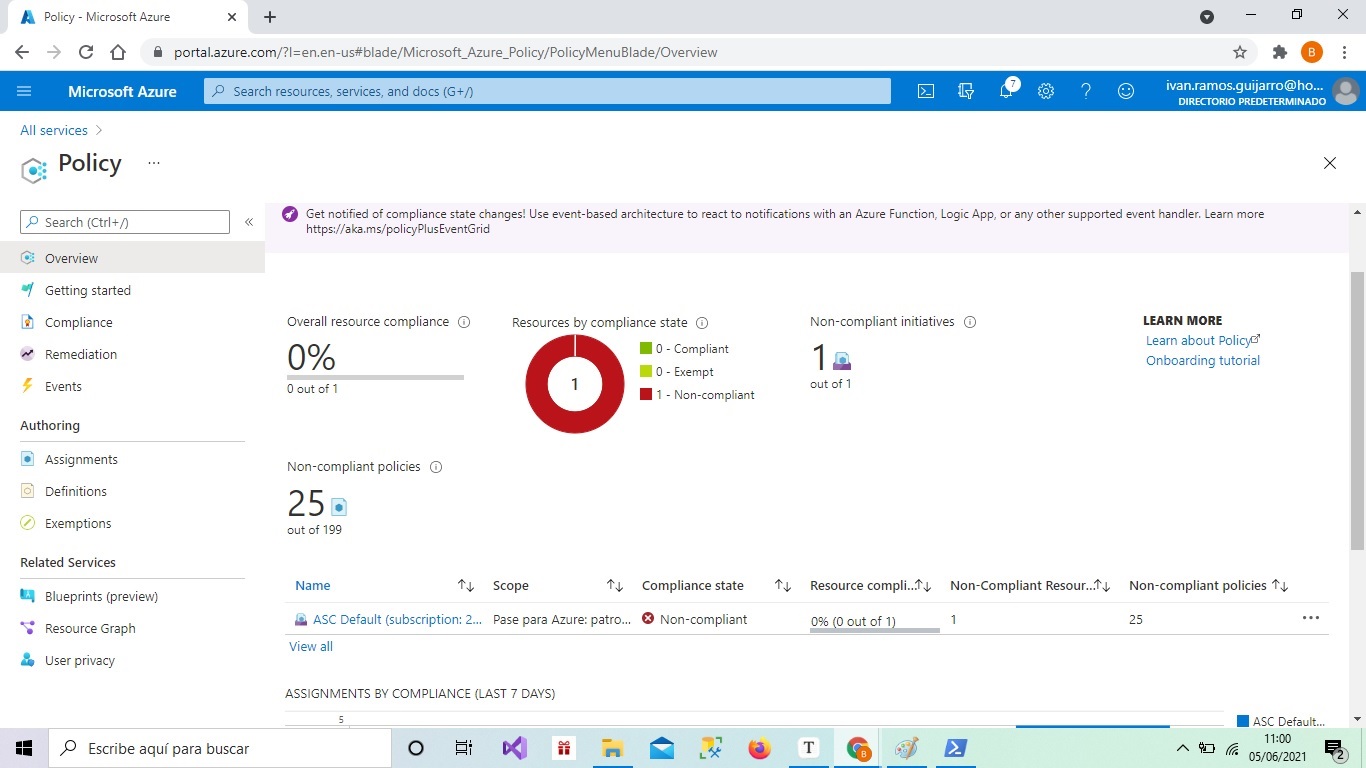 Policy - Microsoft Azure
portal.azure.com/?l=en.en-us#blade/Microsoft_Azure_Policy/PolicyMenuBlade/Overview
B
Microsoft Azure
Search resources, services, and docs (G+/)
7
ivan.ramos.guijarro@ho...
DIRECTORIO PREDETERMINADO
All services
Policy
...
Search (Ctrl+/)
Overview
Getting started
Compliance
Remediation
Events
Authoring
Assignments
Definitions
Exemptions
Related Services
Blueprints (preview)
Resource Graph
User privacy
Get notified of compliance state changes! Use event-based architecture to react to notifications with an Azure Function, Logic App, or any other supported event handler. Learn more
https://aka.ms/policyPlusEventGrid
Overall resource compliance
0%
0 out of 1
Resources by compliance state
1
0 - Compliant
0 - Exempt
1 - Non-compliant
Non-compliant initiatives
1
out of 1
LEARN MORE
Learn about Policy
Onboarding tutorial
Non-compliant policies
25
out of 199
Name Scope Compliance state Resource compli... Non-Compliant Resour... Non-compliant policies
ASC Default (subscription: 2... Pase para Azure: patro... Non-compliant 0% (0 out of 1) 1 25 ...
View all
ASSIGNMENTS BY COMPLIANCE (LAST 7 DAYS)
5
ASC Default...
Escribe aquí para buscar
T
B
11:00
05/06/2021
2